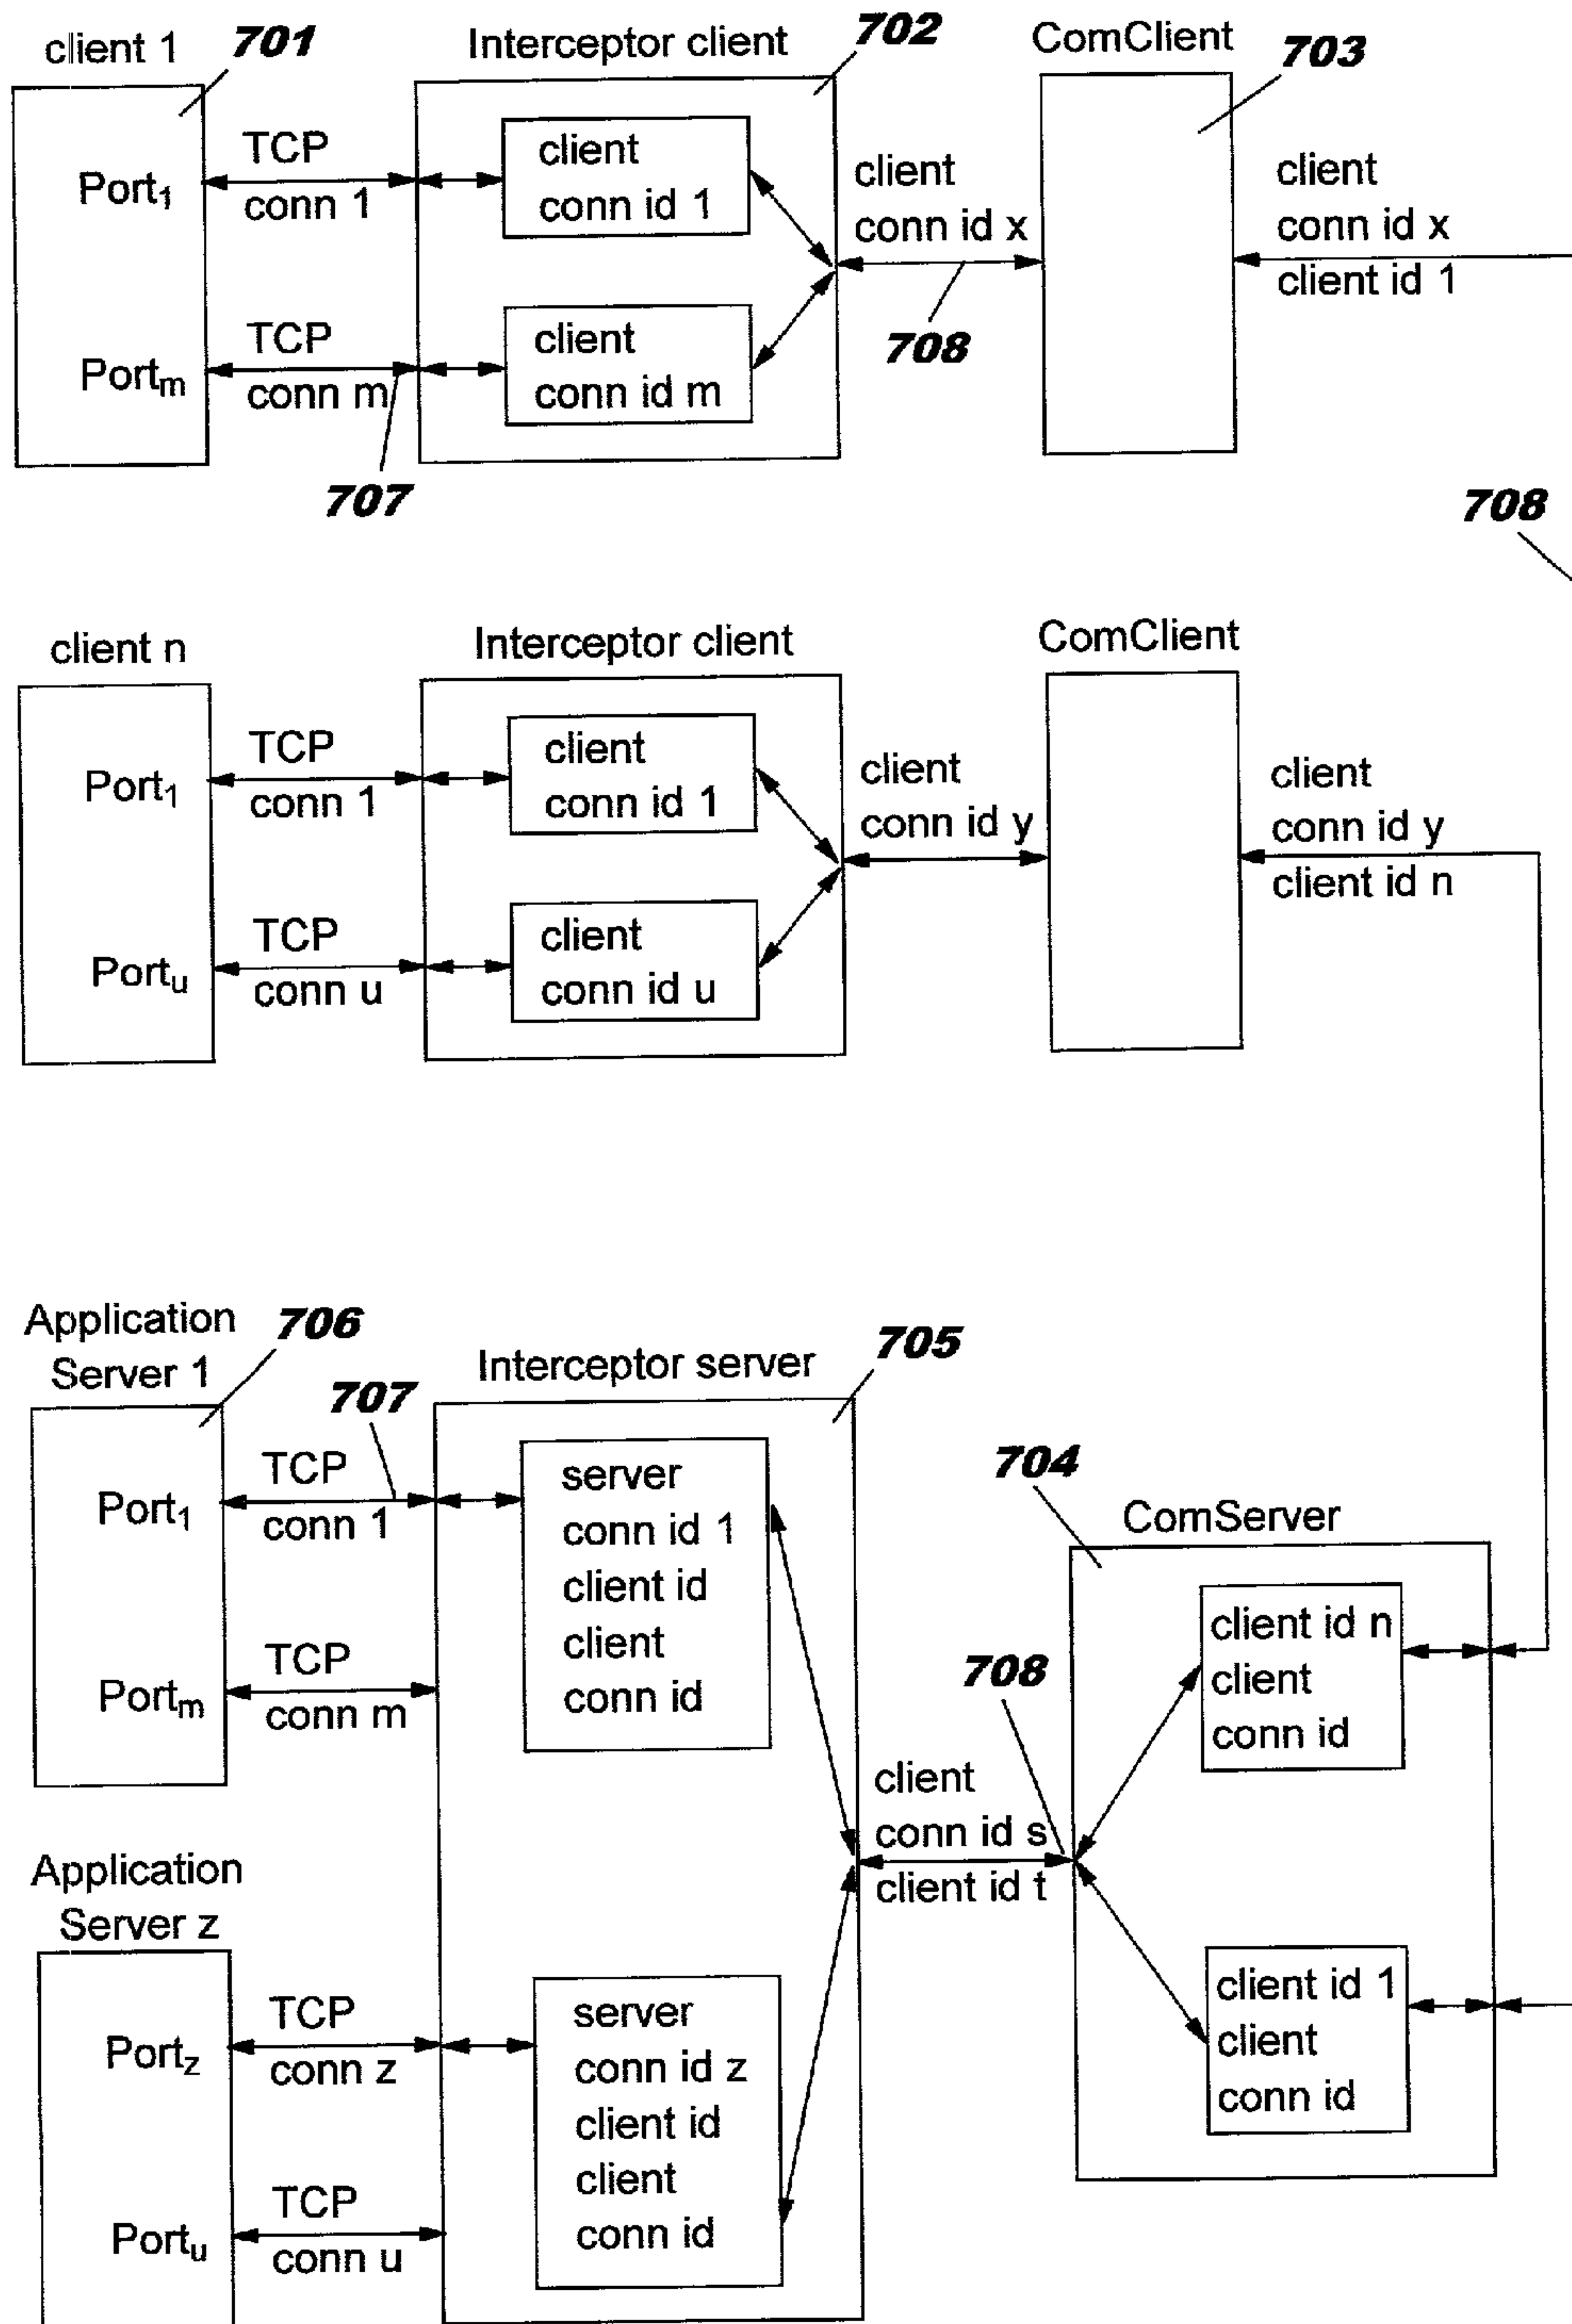 client 1
701
Interceptor client
702
ComClient
703
Port1
TCP
conn 1
client
conn id 1
client
conn id x
client
conn id x
client id 1
Portm
TCP
conn m
client
conn id m
708
707
708
client n
Interceptor client
ComClient
Port1
TCP
conn 1
client
conn id 1
client
conn id y
client
conn id y
client id n
Portu
TCP
conn u
client
conn id u
Application
Server 1
706
707
Interceptor server
705
Port1
TCP
conn 1
server
conn id 1
client id
client
conn id
704
ComServer
Portm
TCP
conn m
708
client id n
client
conn id
client
conn id s
client id t
Application
Server z
Portz
TCP
conn z
server
conn id z
client id
client
conn id
client id 1
client
conn id
Portu
TCP
conn u